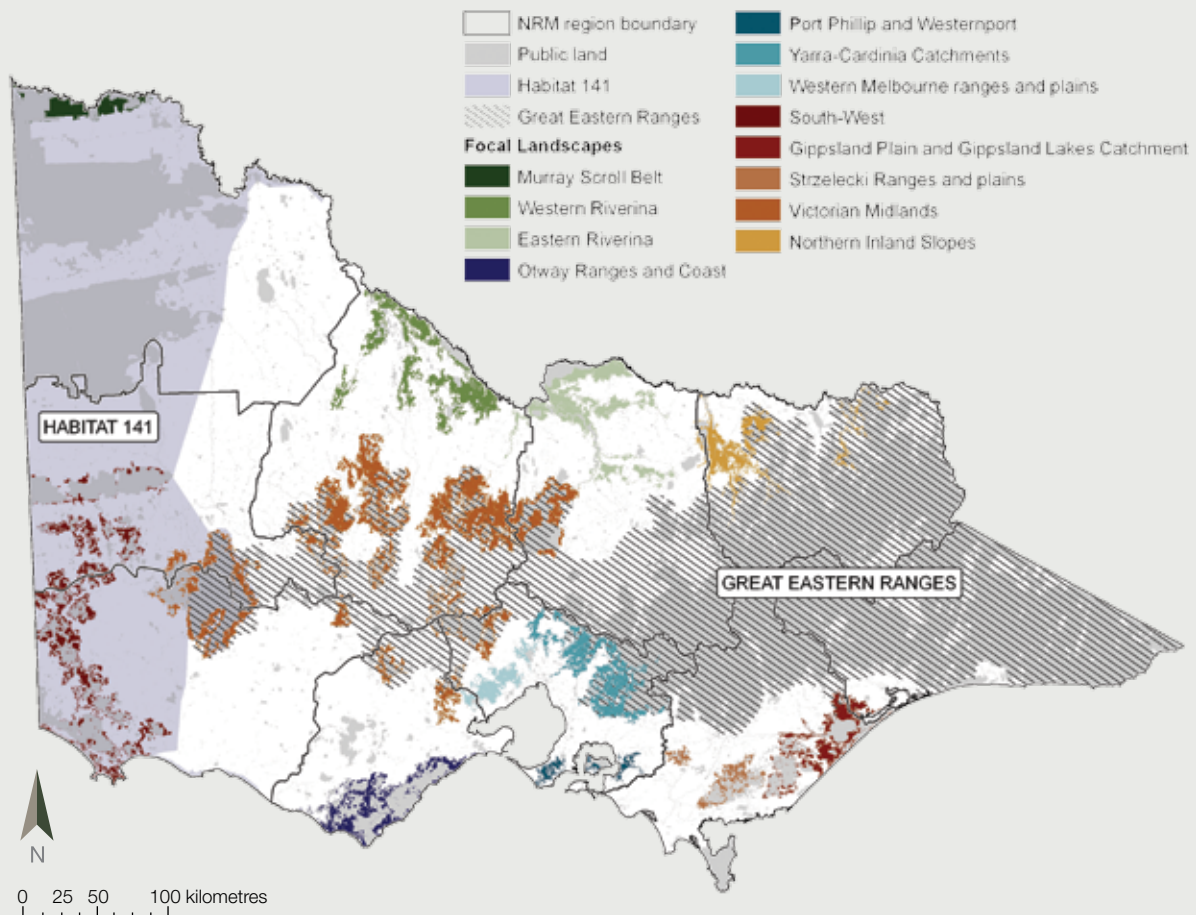 NRM region boundary
Public land
Habitat 141
Great Eastern Ranges
Focal Landscapes
Murray Scroll Belt
Western Riverina
Eastern Riverina
Otway Ranges and Coast
Port Phillip and Westernport
Yarra-Cardinia Catchments
Western Melbourne ranges and plains
South-West
Gippsland Plain and Gippsland Lakes Catchment
Strzelecki Ranges and plains
Victorian Midlands
Northern Inland Slopes
HABITAT 141
GREAT EASTERN RANGES
N
0 25 50 100 kilometres